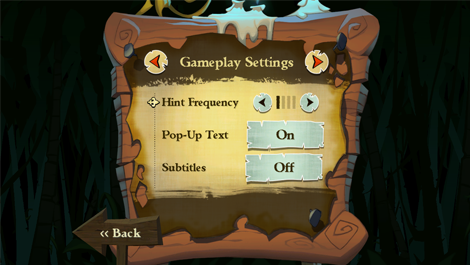 Gameplay Settings
Hint Frequency
Pop-Up Text On
Subtitles Off
« Back